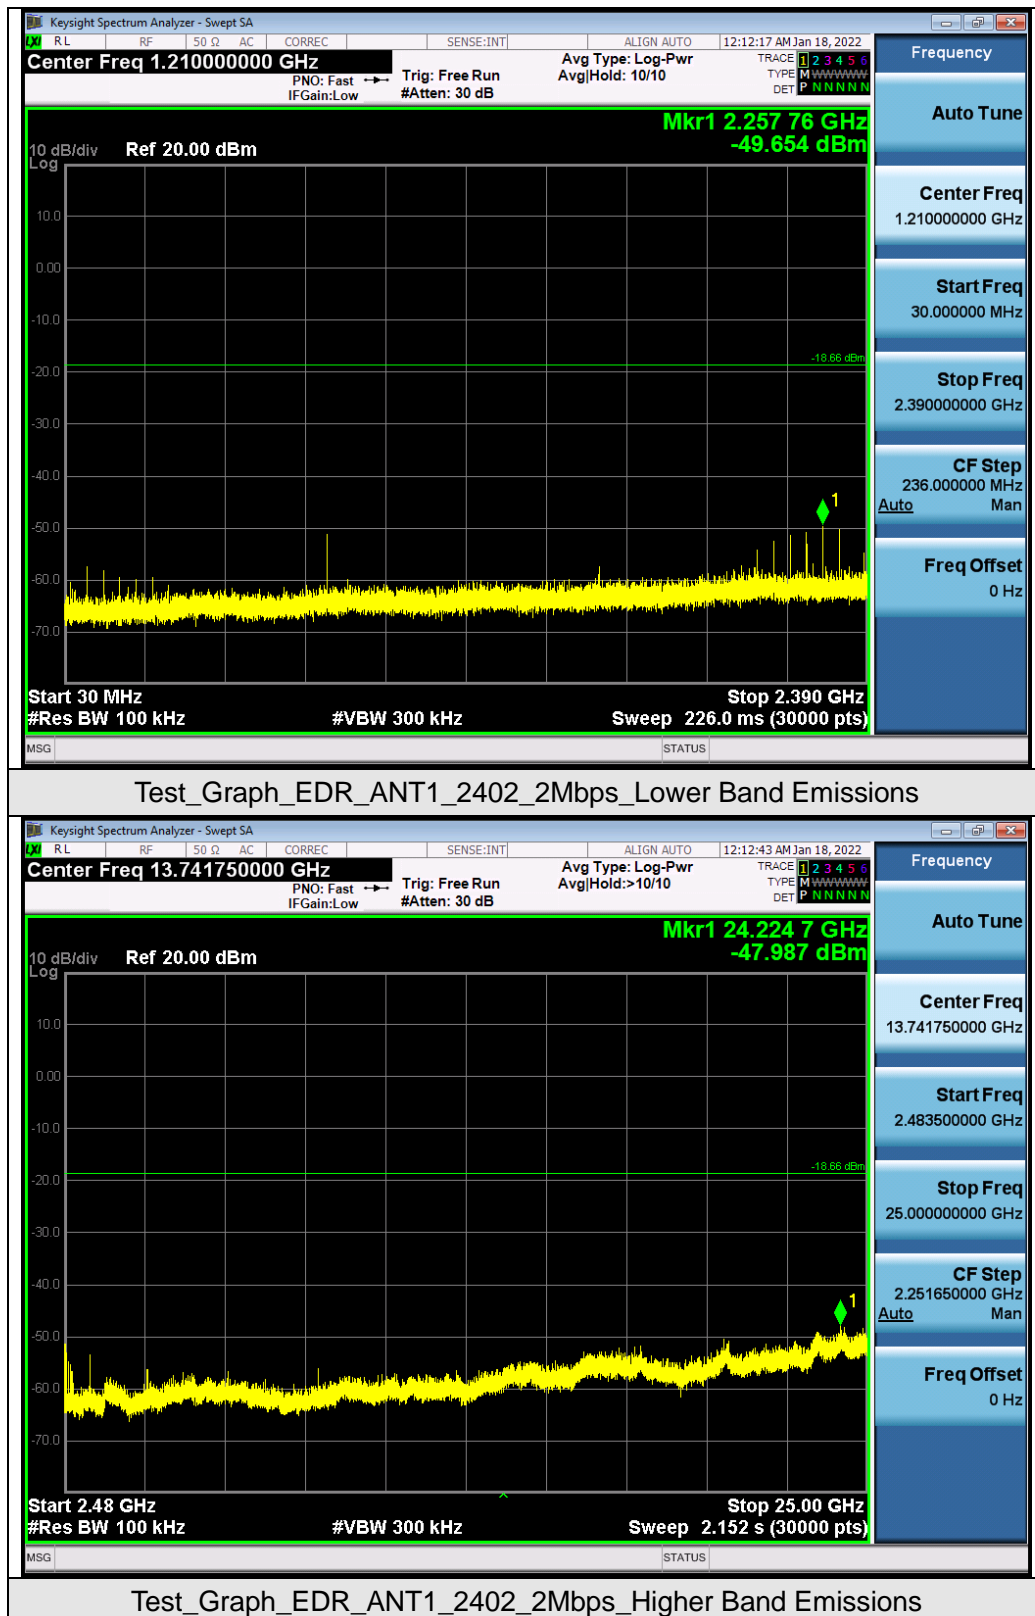 Keysight Spectrum Analyzer - Swept SA
LXI RL RF 50 Ω AC CORREC SENSE:INT ALIGN AUTO 12:12:17 AM Jan 18, 2022
Center Freq 1.210000000 GHz
PNO: Fast
IFGain:Low
Trig: Free Run
#Atten: 30 dB
Avg Type: Log-Pwr
Avg|Hold: 10/10
TRACE 1 2 3 4 5 6
TYPE M WWWWW
DET P N N N N N
Mkr1 2.257 76 GHz
-49.654 dBm
10 dB/div Ref 20.00 dBm
Log
10.0
0.00
-10.0
-18.66 dBm
-20.0
-30.0
-40.0
1
-50.0
-60.0
-70.0
Start 30 MHz Stop 2.390 GHz
#Res BW 100 kHz #VBW 300 kHz Sweep 226.0 ms (30000 pts)
MSG STATUS
Frequency
Auto Tune
Center Freq
1.210000000 GHz
Start Freq
30.000000 MHz
Stop Freq
2.390000000 GHz
CF Step
236.000000 MHz
Auto Man
Freq Offset
0 Hz
Test_Graph_EDR_ANT1_2402_2Mbps_Lower Band Emissions
Keysight Spectrum Analyzer - Swept SA
LXI RL RF 50 Ω AC CORREC SENSE:INT ALIGN AUTO 12:12:43 AM Jan 18, 2022
Center Freq 13.741750000 GHz
PNO: Fast
IFGain:Low
Trig: Free Run
#Atten: 30 dB
Avg Type: Log-Pwr
Avg|Hold:>10/10
TRACE 1 2 3 4 5 6
TYPE M WWWWW
DET P N N N N N
Mkr1 24.224 7 GHz
-47.987 dBm
10 dB/div Ref 20.00 dBm
Log
10.0
0.00
-10.0
-18.66 dBm
-20.0
-30.0
-40.0
1
-50.0
-60.0
-70.0
Start 2.48 GHz Stop 25.00 GHz
#Res BW 100 kHz #VBW 300 kHz Sweep 2.152 s (30000 pts)
MSG STATUS
Frequency
Auto Tune
Center Freq
13.741750000 GHz
Start Freq
2.483500000 GHz
Stop Freq
25.000000000 GHz
CF Step
2.251650000 GHz
Auto Man
Freq Offset
0 Hz
Test_Graph_EDR_ANT1_2402_2Mbps_Higher Band Emissions